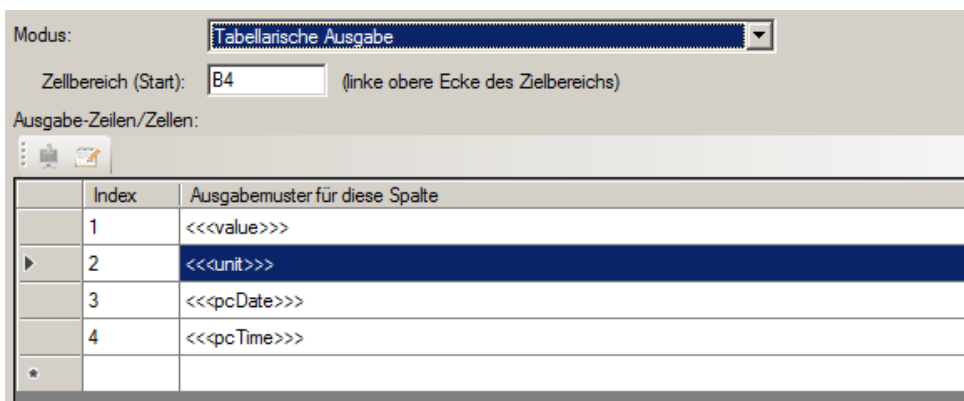 Modus: Tabellarische Ausgabe
Zellbereich (Start): B4 (linke obere Ecke des Zielbereichs)
Ausgabe-Zeilen/Zellen:
Index Ausgabemuster für diese Spalte
1 <<<value>>>
2 <<<unit>>>
3 <<<pcDate>>>
4 <<<pcTime>>>